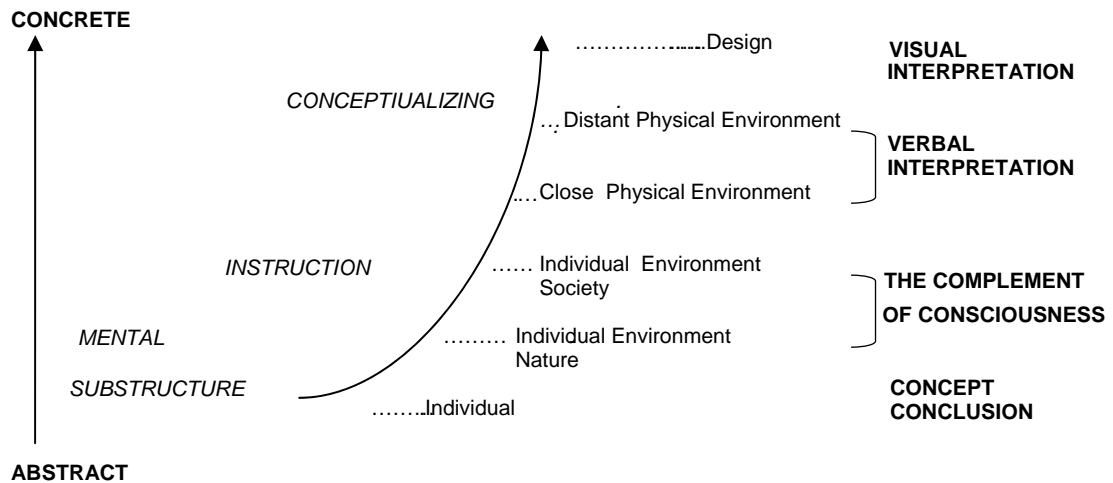 CONCRETE
........................Design
VISUAL
INTERPRETATION
CONCEPTIUALIZING
.... Distant Physical Environment
VERBAL
INTERPRETATION
.....Close Physical Environment
INSTRUCTION
...... Individual Environment
Society
THE COMPLEMENT
OF CONSCIOUSNESS
MENTAL
......... Individual Environment
Nature
SUBSTRUCTURE
.........Individual
CONCEPT
CONCLUSION
ABSTRACT